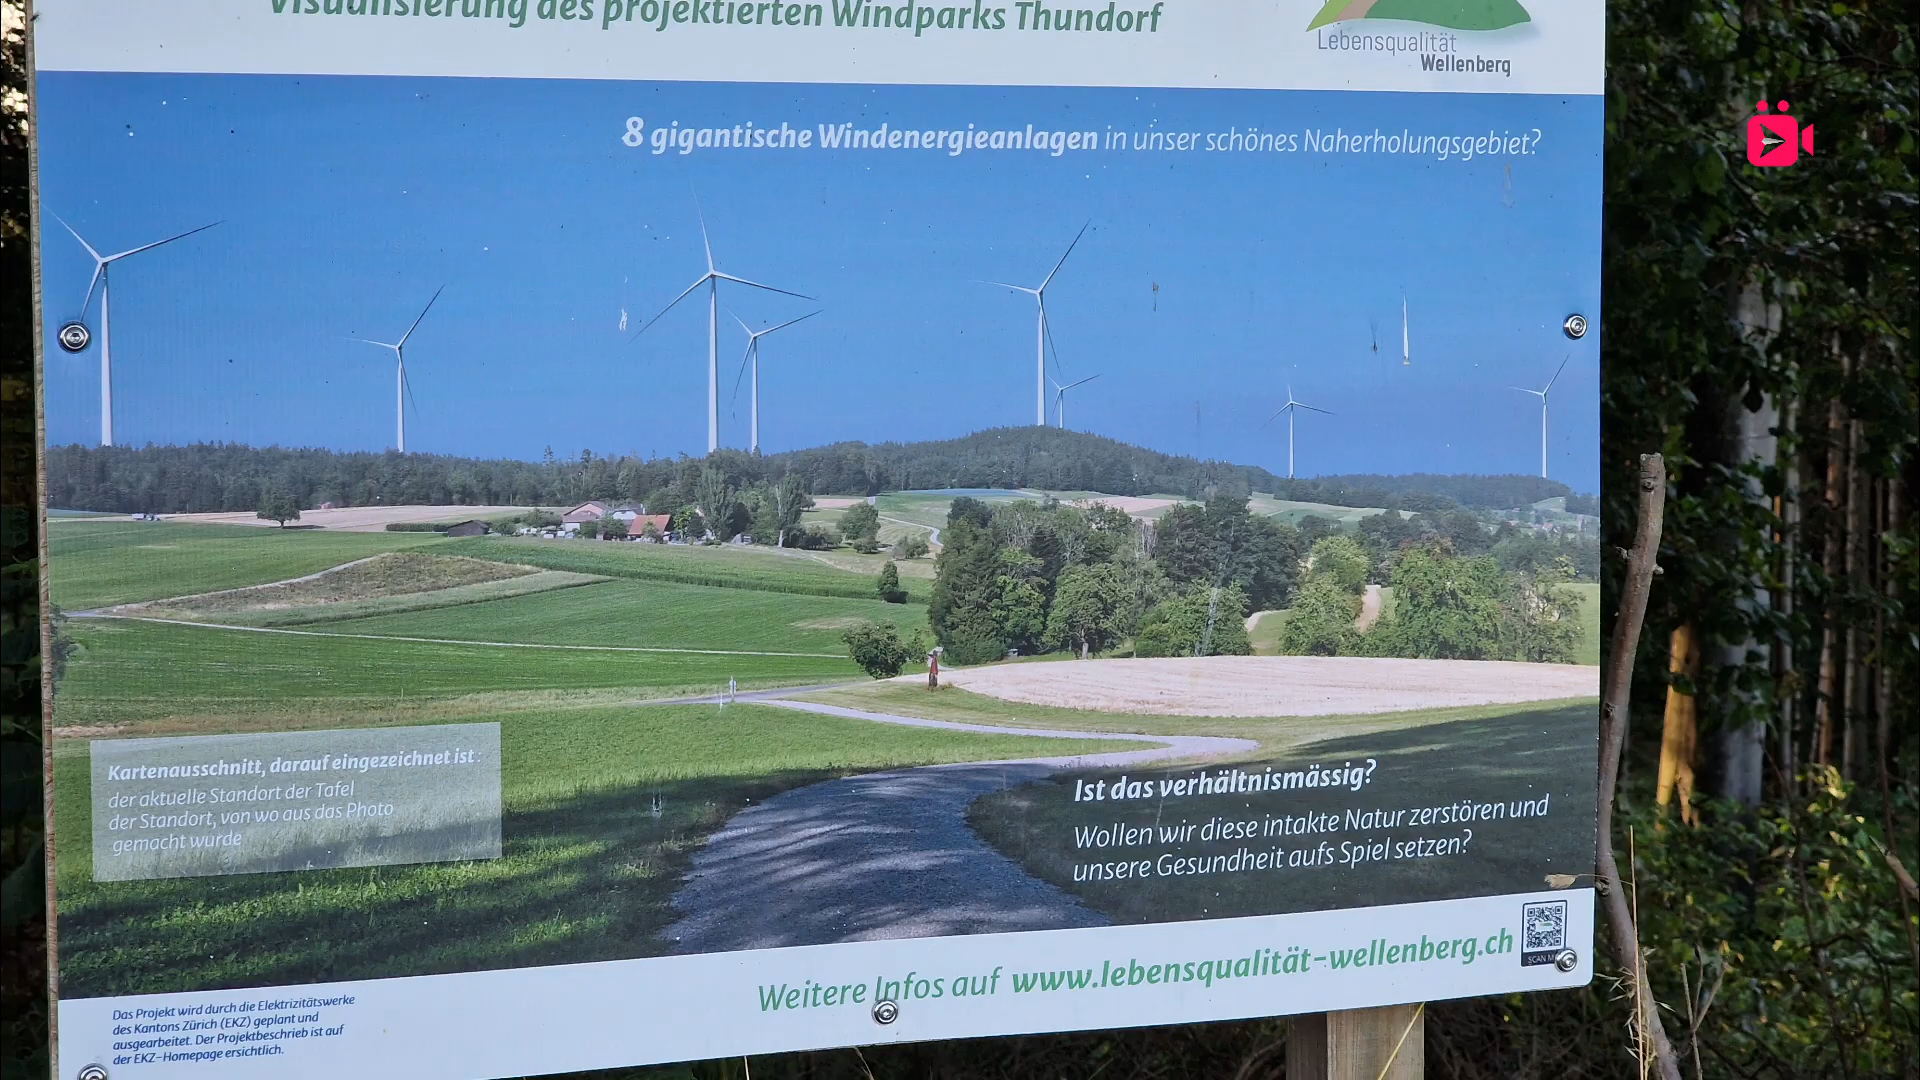 Visualisierung des projektierten Windparks Thundorf
Lebensqualität
Wellenberg
8 gigantische Windenergieanlagen in unser schönes Naherholungsgebiet?
Kartenausschnitt, darauf eingezeichnet ist:
der aktuelle Standort der Tafel
der Standort, von wo aus das Photo
gemacht wurde
Ist das verhältnismässig?
Wollen wir diese intakte Natur zerstören und
unsere Gesundheit aufs Spiel setzen?
Weitere Infos auf www.lebensqualität-wellenberg.ch
SCAN
Das Projekt wird durch die Elektrizitätswerke
des Kantons Zürich (EKZ) geplant und
ausgearbeitet. Der Projektbeschrieb ist auf
der EKZ-Homepage ersichtlich.